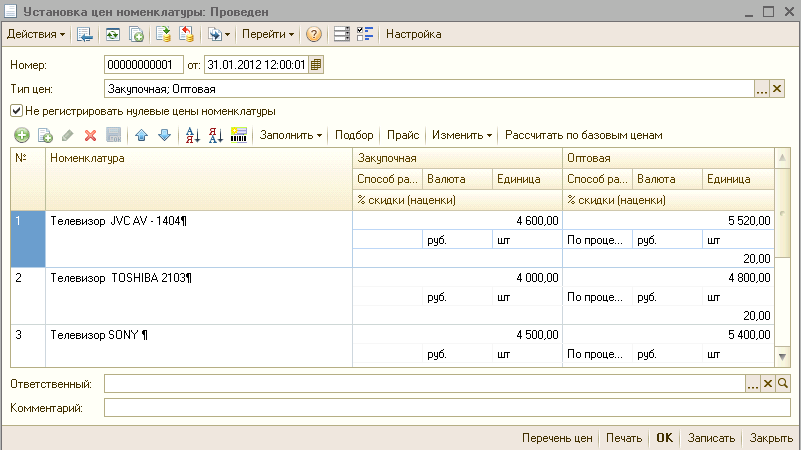 Установка цен номенклатуры: Проведен
Действия Перейти ? Настройка
Номер: 00000000001 от: 31.01.2012 12:00:01
Тип цен: Закупочная; Оптовая ...
Не регистрировать нулевые цены номенклатуры
Заполнить Подбор Прайс Изменить Рассчитать по базовым ценам
№ Номенклатура Закупочная Оптовая
Способ ра... Валюта Единица Способ ра... Валюта Единица
% скидки (наценки) % скидки (наценки)
1 Телевизор JVC AV - 1404¶ 4 600,00 5 520,00
руб. шт По проце... руб. шт
20,00
2 Телевизор TOSHIBA 2103¶ 4 000,00 4 800,00
руб. шт По проце... руб. шт
20,00
3 Телевизор SONY ¶ 4 500,00 5 400,00
руб. шт По проце... руб. шт
Ответственный: ...
Комментарий:
Перечень цен Печать OK Записать Закрыть